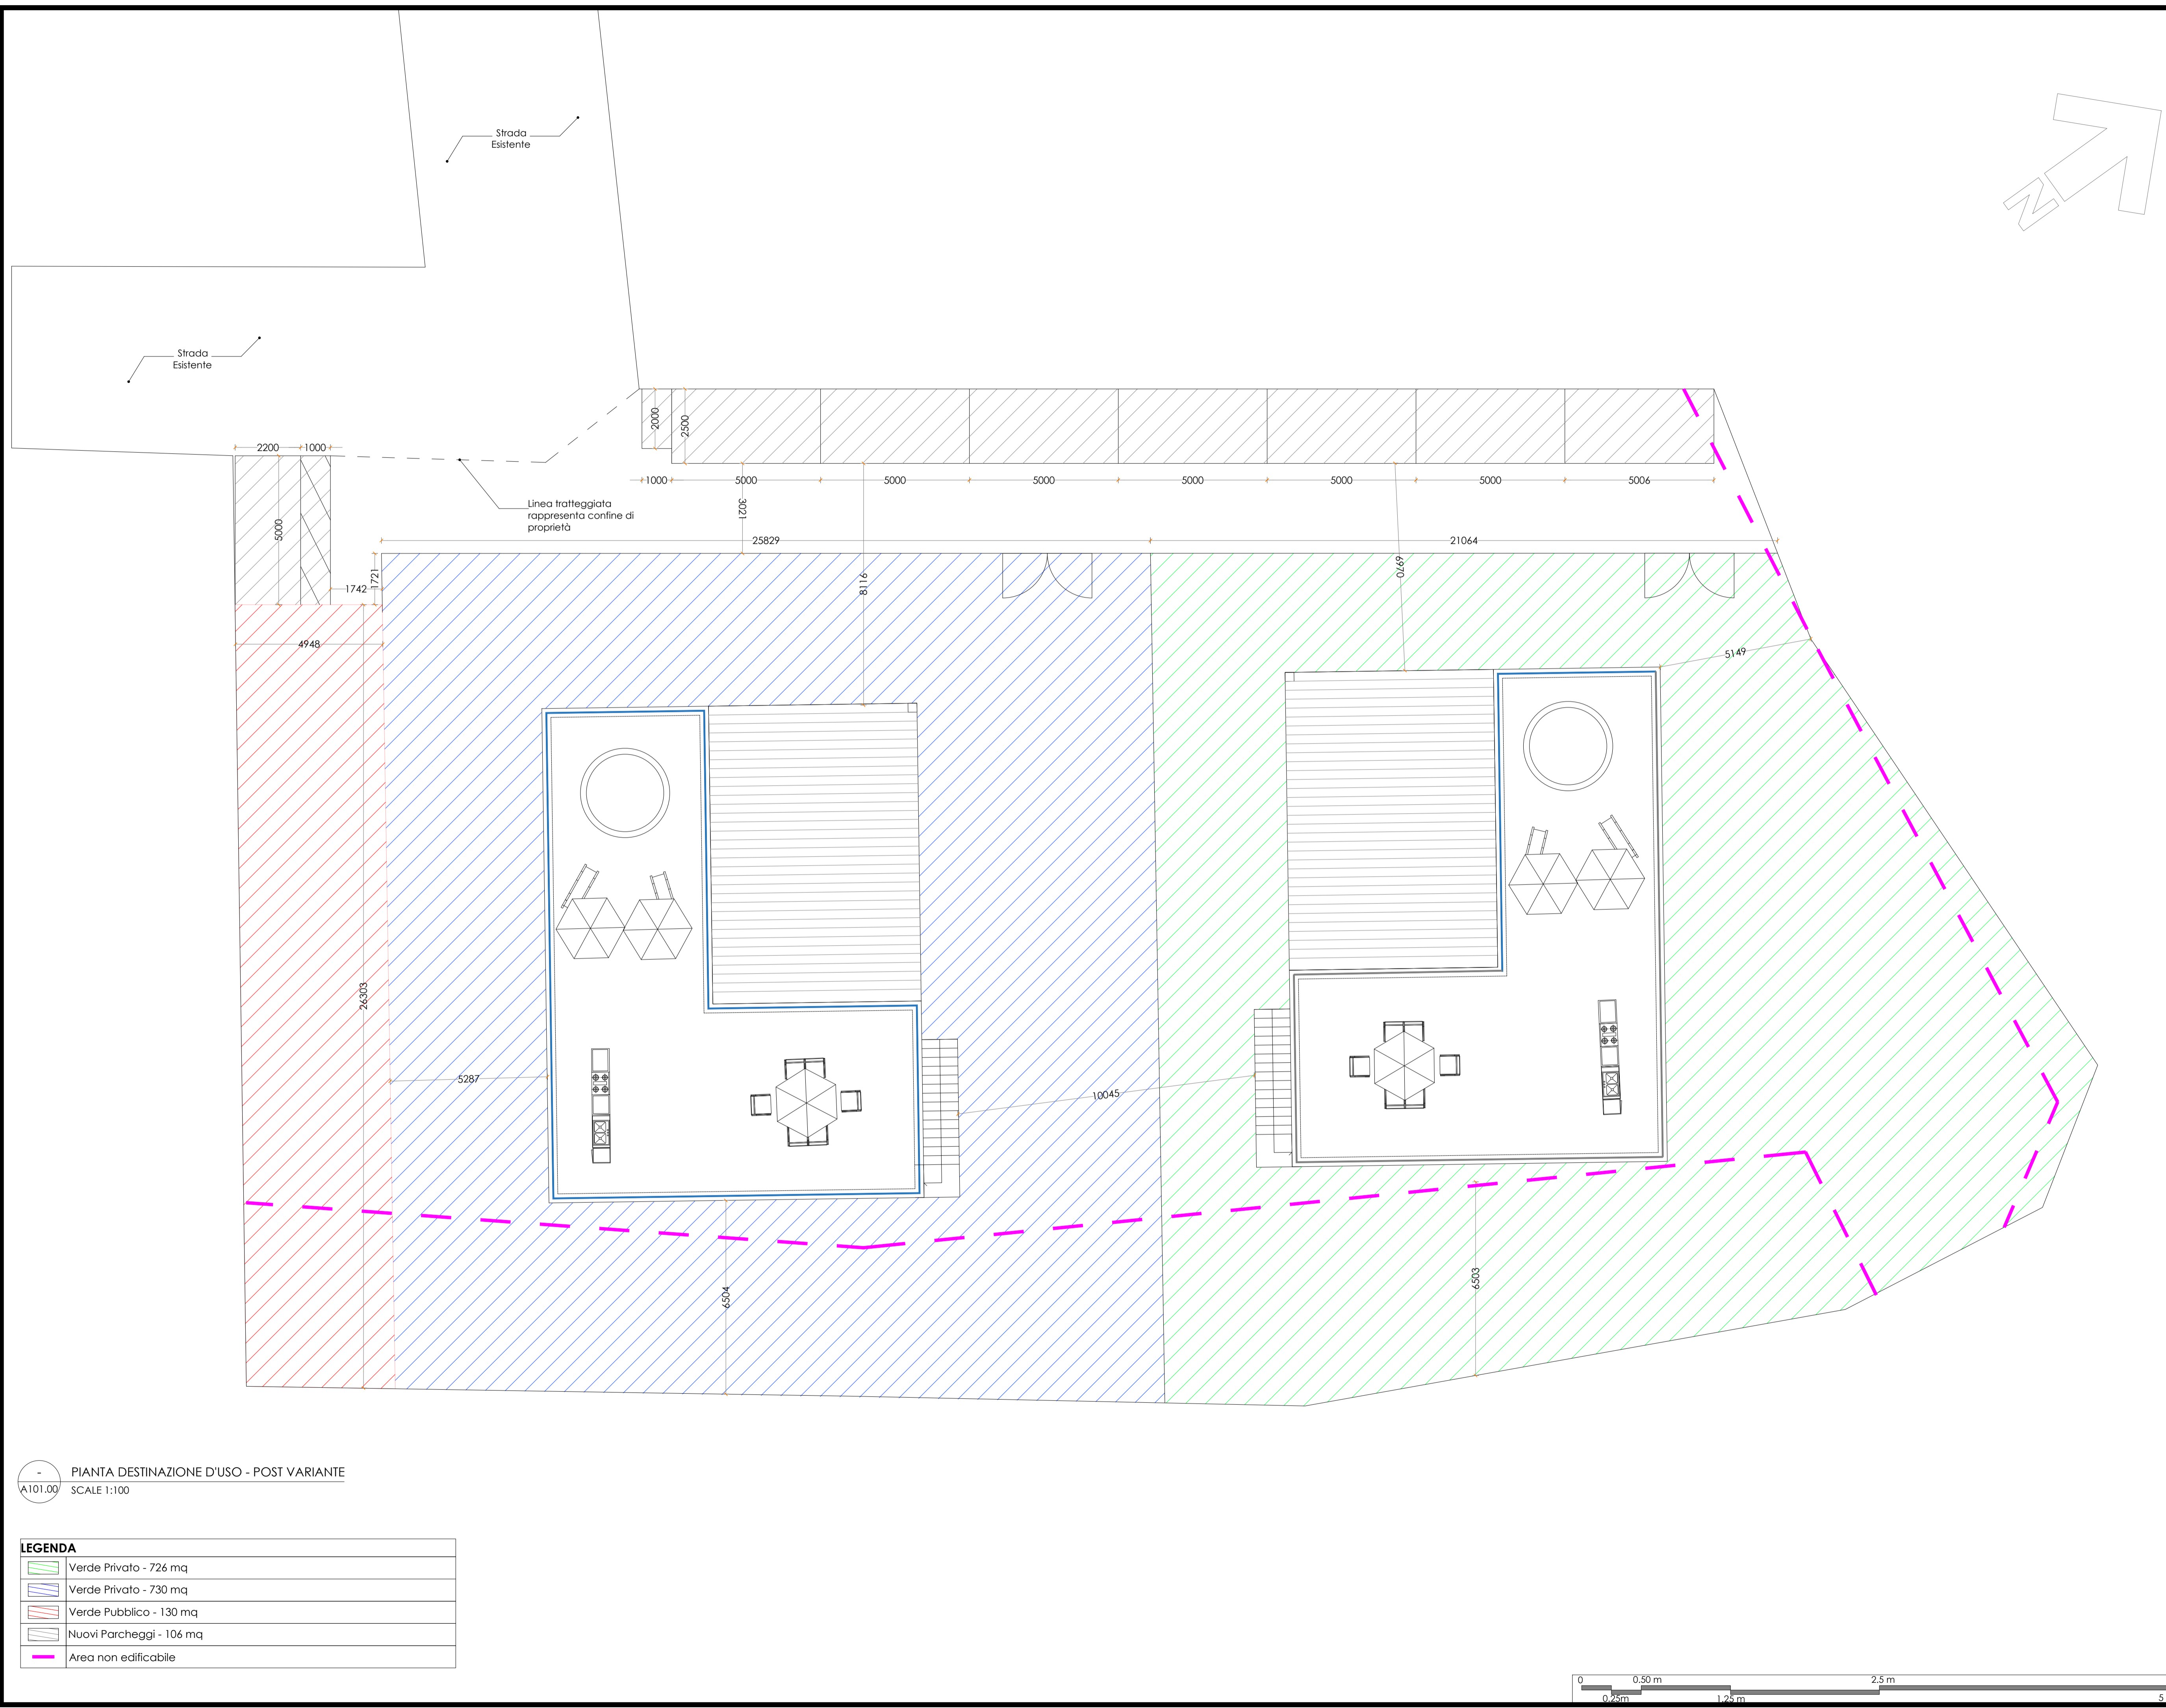 Strada
Esistente
N
Strada
Esistente
2000
2500
2200
1000
1000
5000
5000
5000
5000
5000
5000
5006
Linea tratteggiata
rappresenta confine di
proprietà
3021
5000
25829
21064
1721
1742
8116
6970
4948
5149
26303
5287
10045
6504
6503
-
A101.00
PIANTA DESTINAZIONE D'USO - POST VARIANTE
SCALE 1:100
LEGENDA
Verde Privato - 726 mq
Verde Privato - 730 mq
Verde Pubblico - 130 mq
Nuovi Parcheggi - 106 mq
Area non edificabile
0
0.50 m
2.5 m
0.25m
1.25 m
5